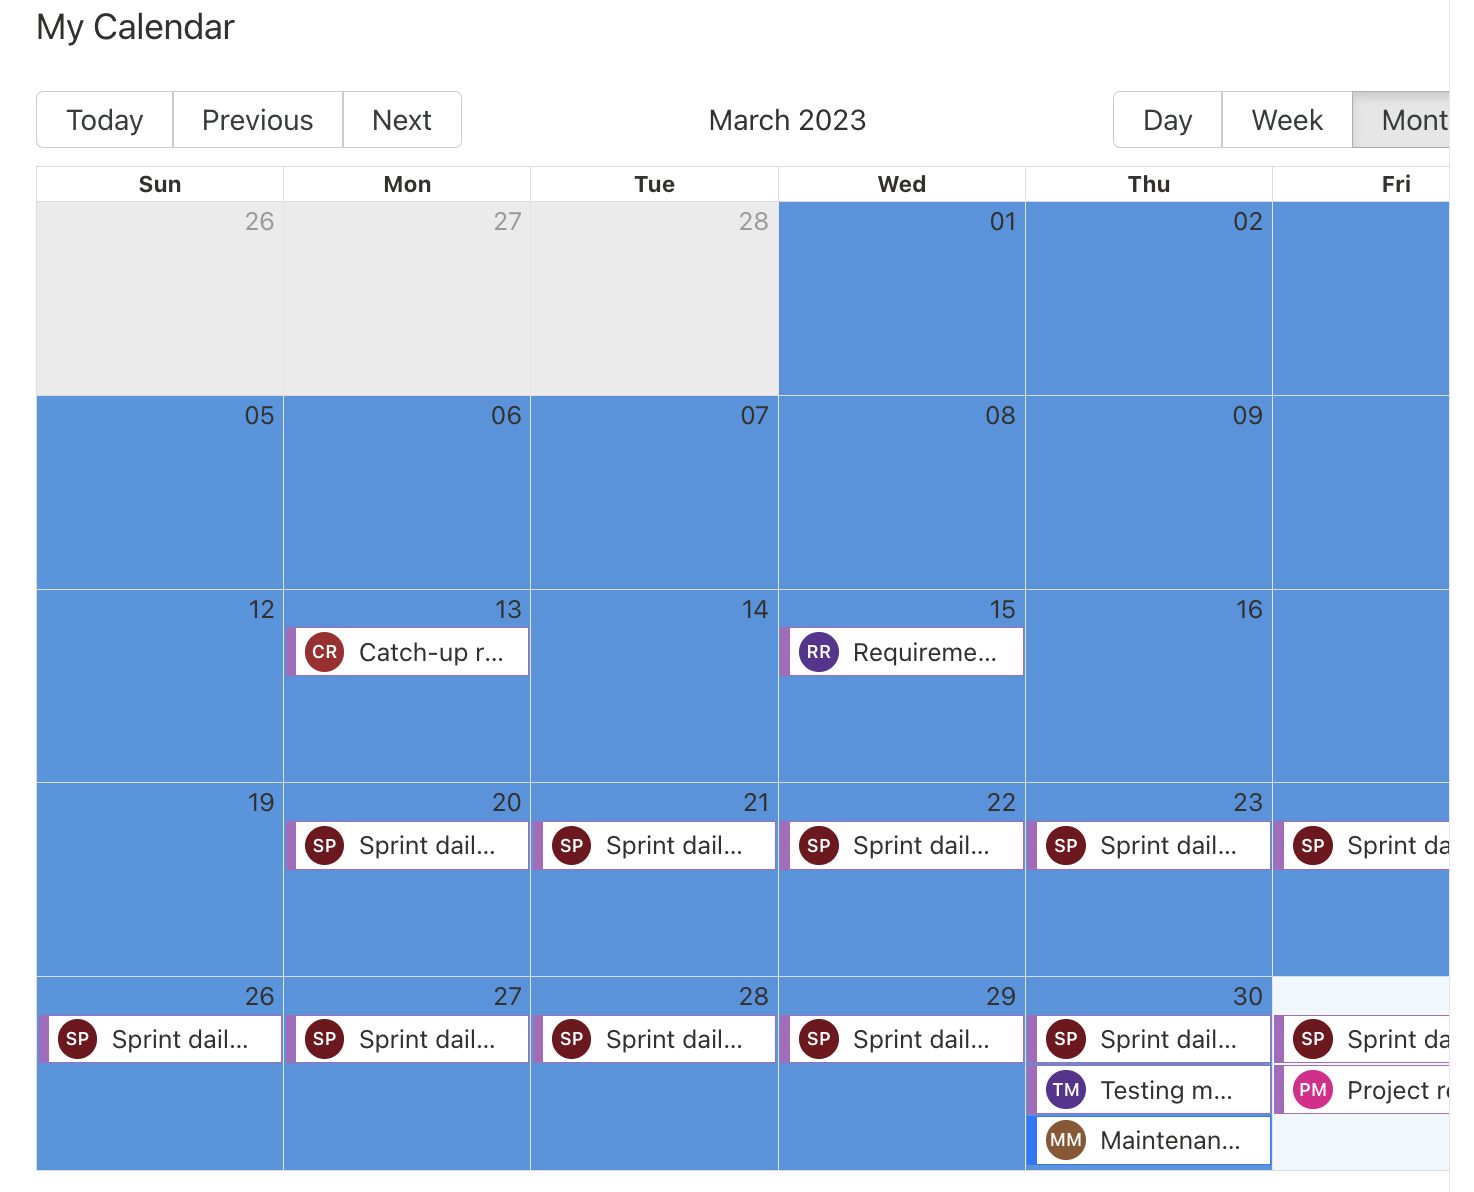 My Calendar
Today Previous Next March 2023 Day Week Mont
Sun Mon Tue Wed Thu Fri
26 27 28 01 02
05 06 07 08 09
12 13 14 15 16
CR Catch-up r... RR Requireme...
19 20 21 22 23
SP Sprint dail... SP Sprint dail... SP Sprint dail... SP Sprint dail... SP Sprint da
26 27 28 29 30
SP Sprint dail... SP Sprint dail... SP Sprint dail... SP Sprint dail... SP Sprint dail... SP Sprint da
TM Testing m... PM Project re
MM Maintenan...